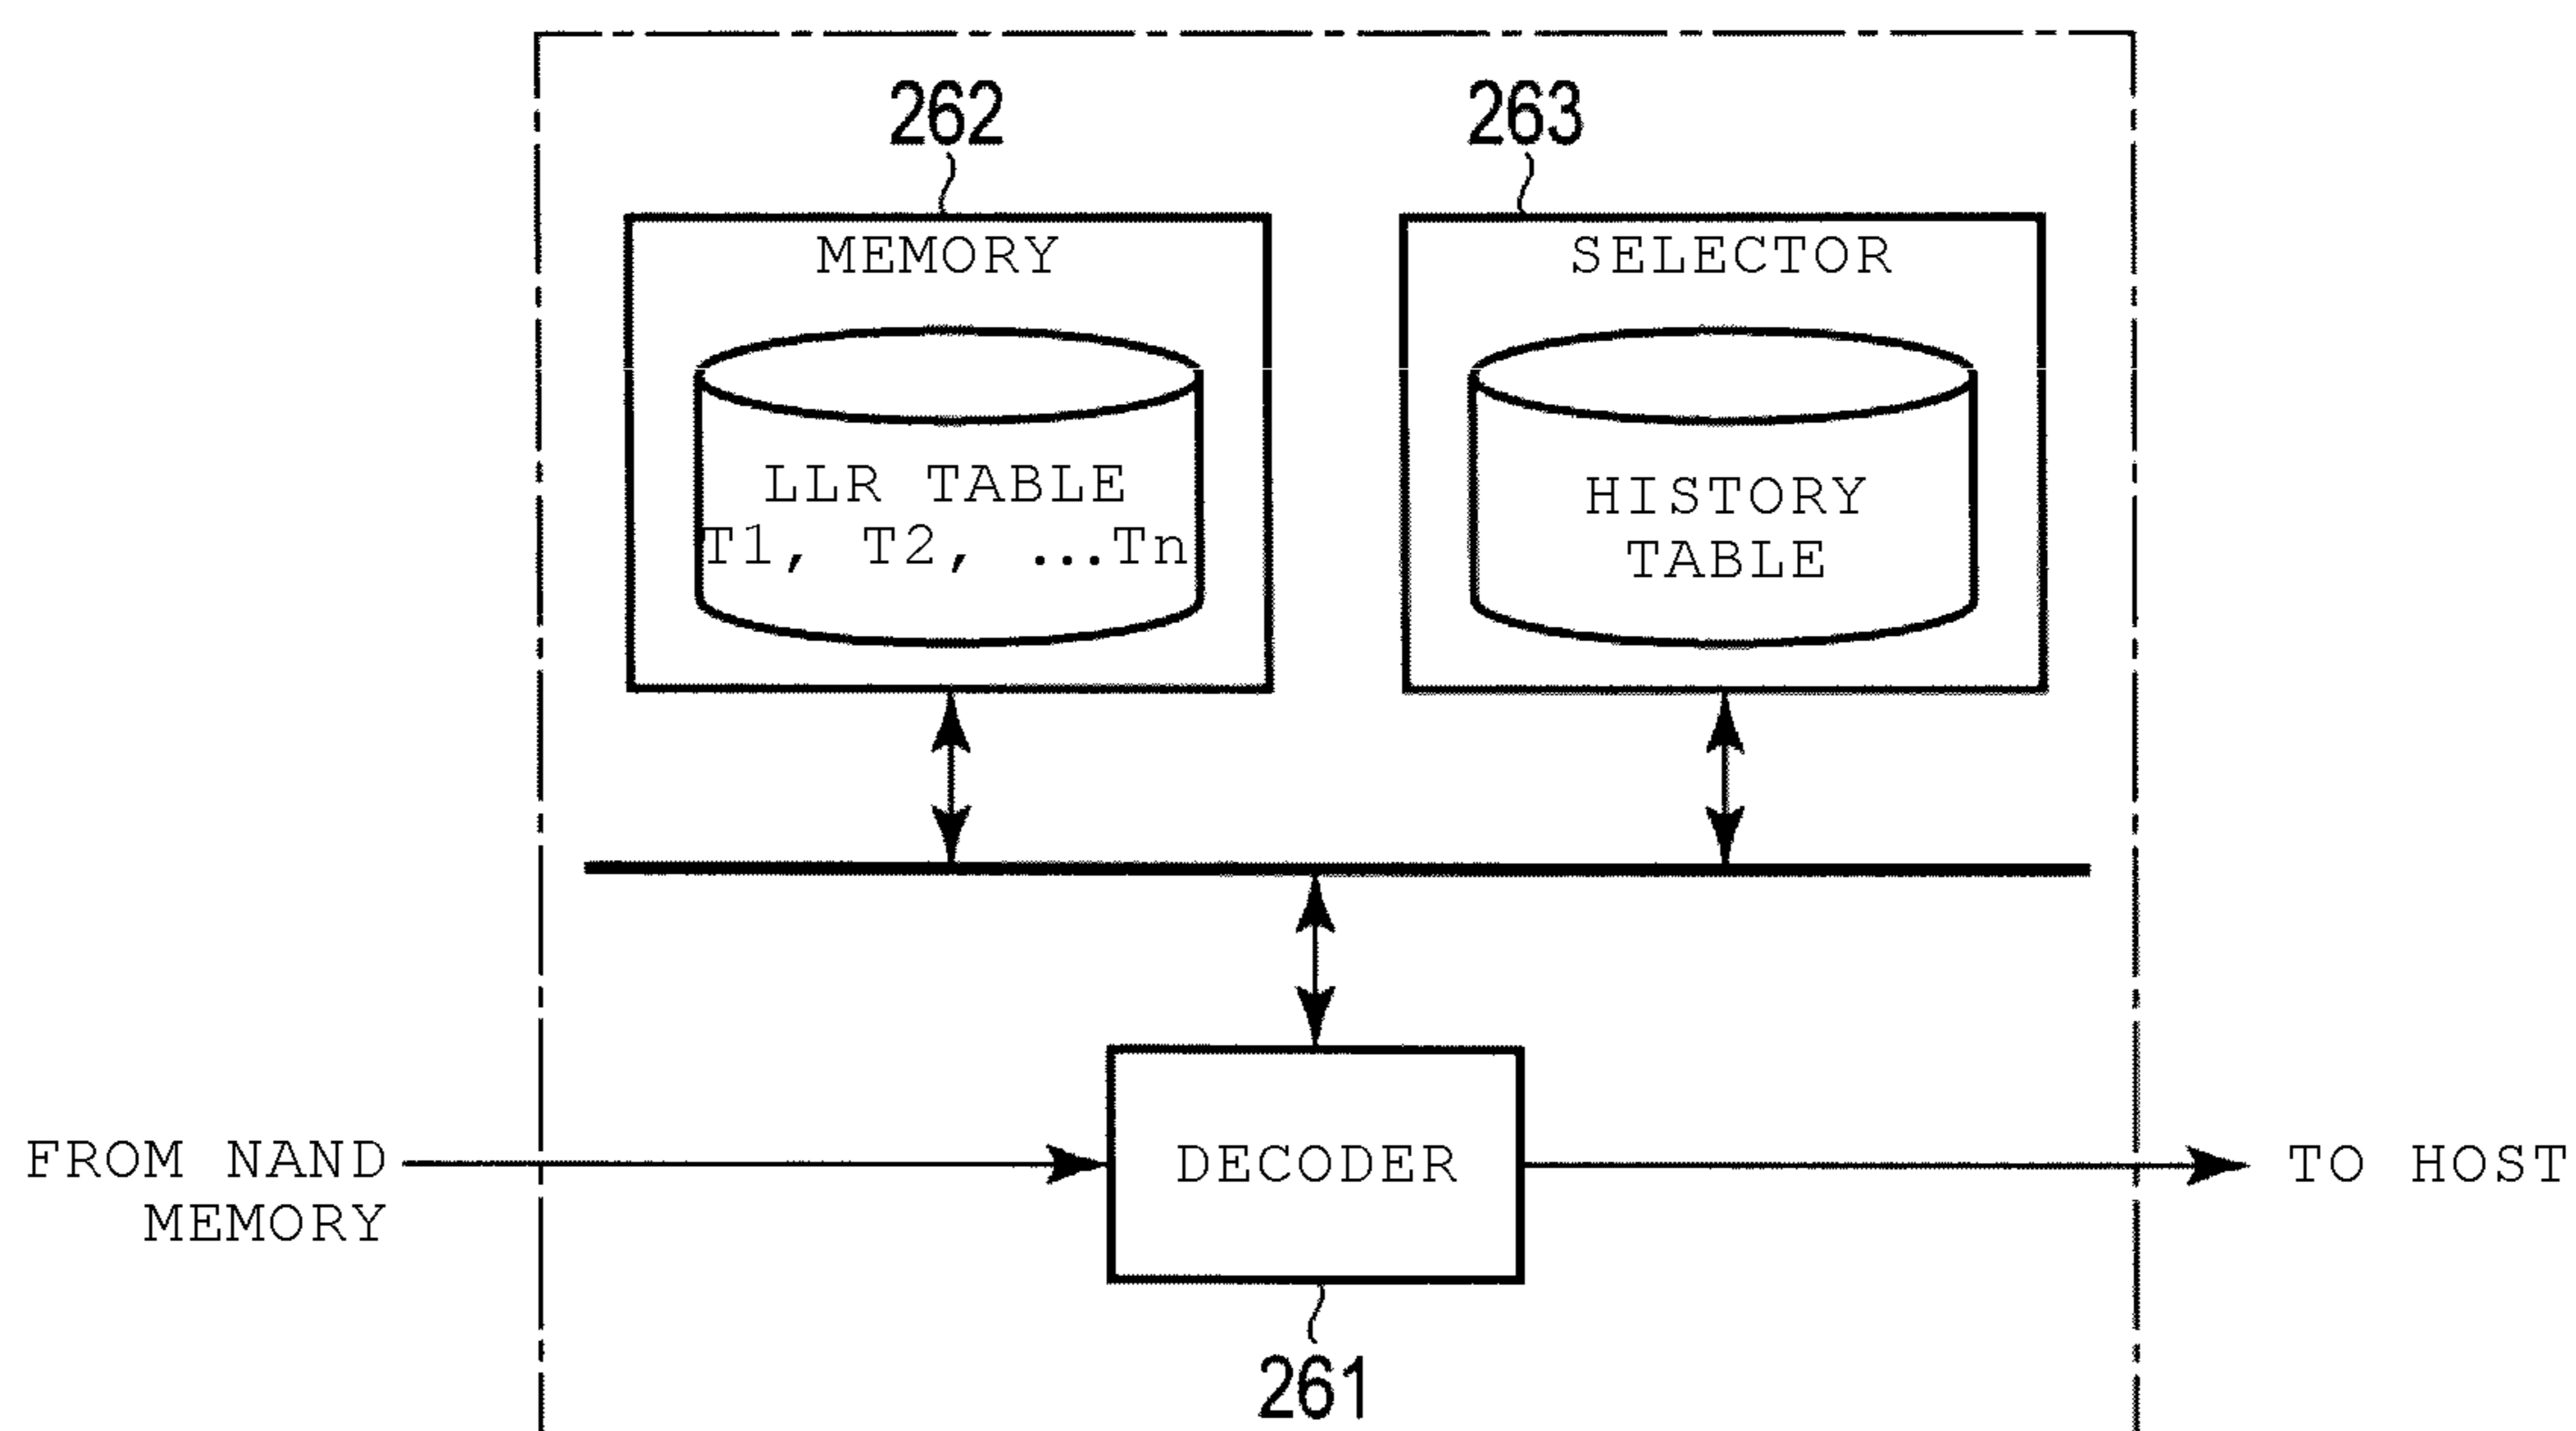 262
263
MEMORY
SELECTOR
LLR TABLE
T1, T2, ...Tn
HISTORY
TABLE
FROM NAND
MEMORY
DECODER
TO HOST
261